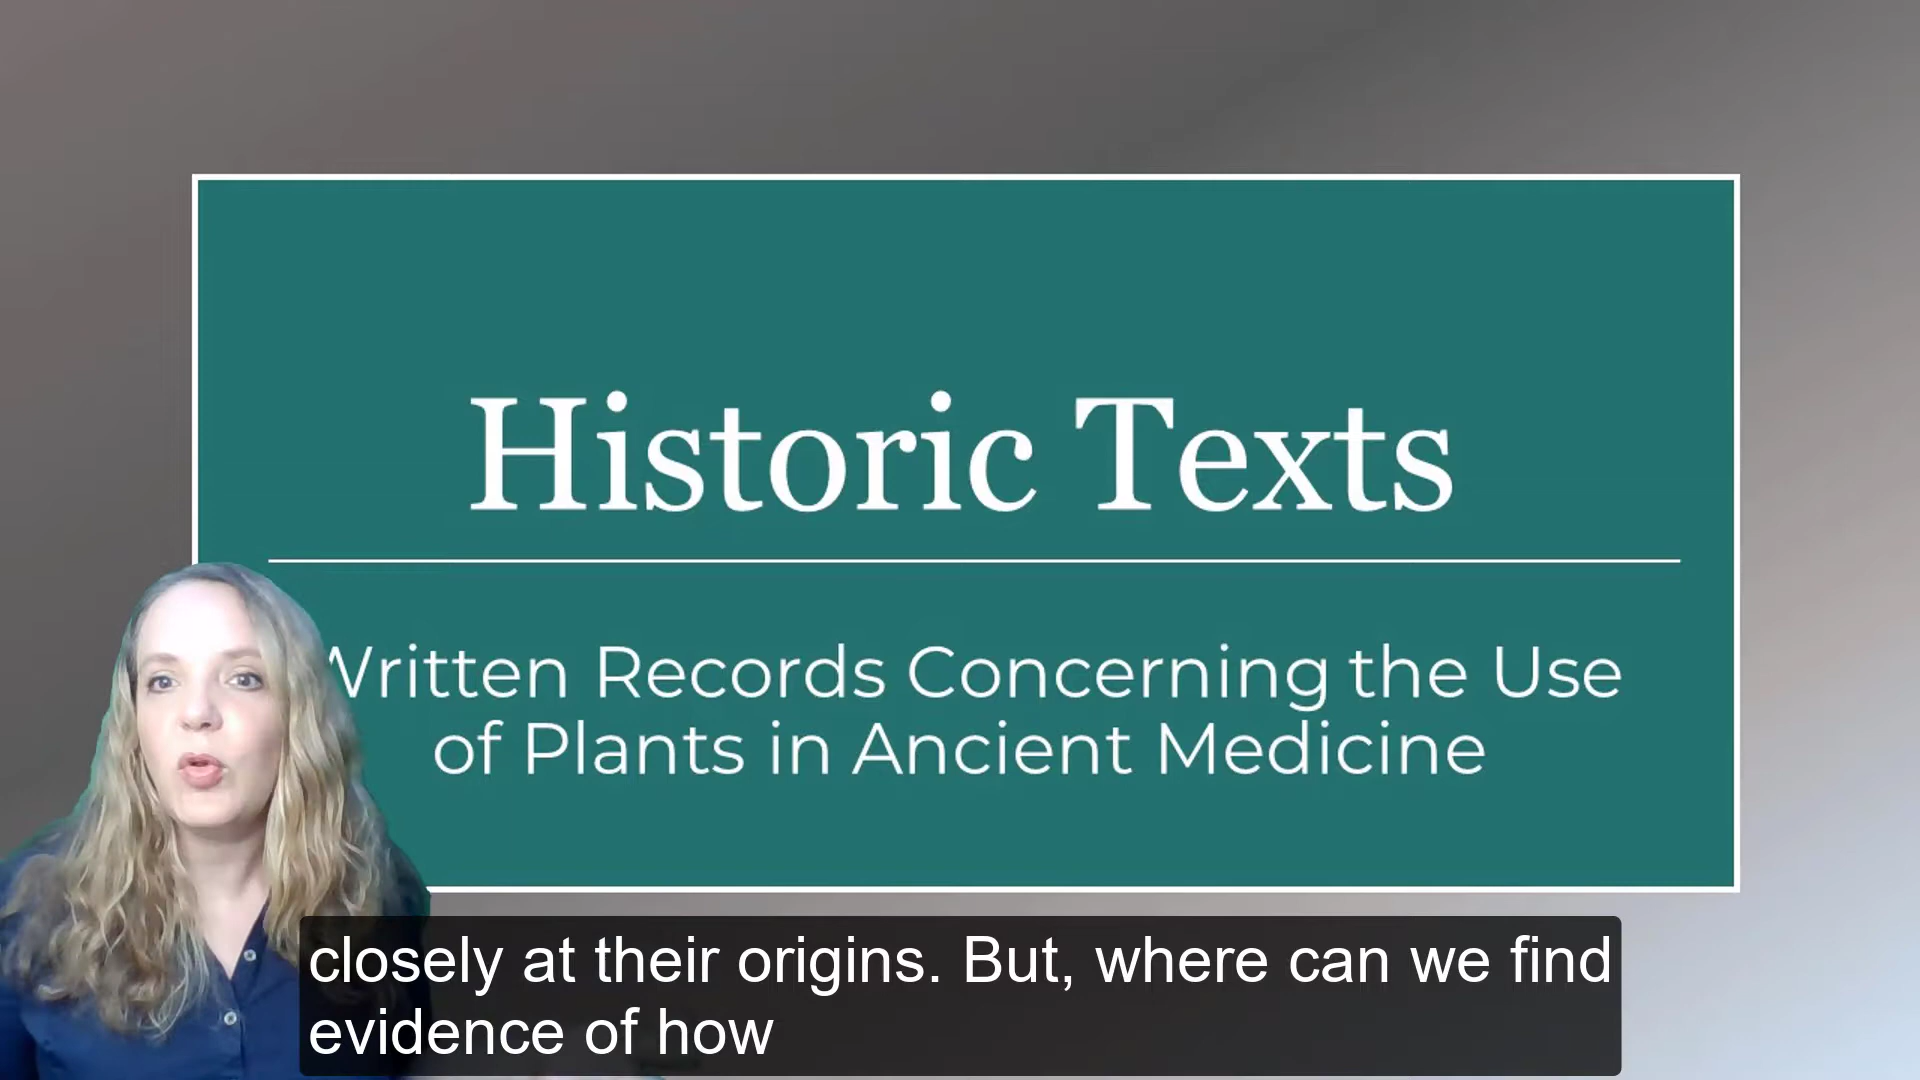 Historic Texts
Written Records Concerning the Use
of Plants in Ancient Medicine
closely at their origins. But, where can we find
evidence of how